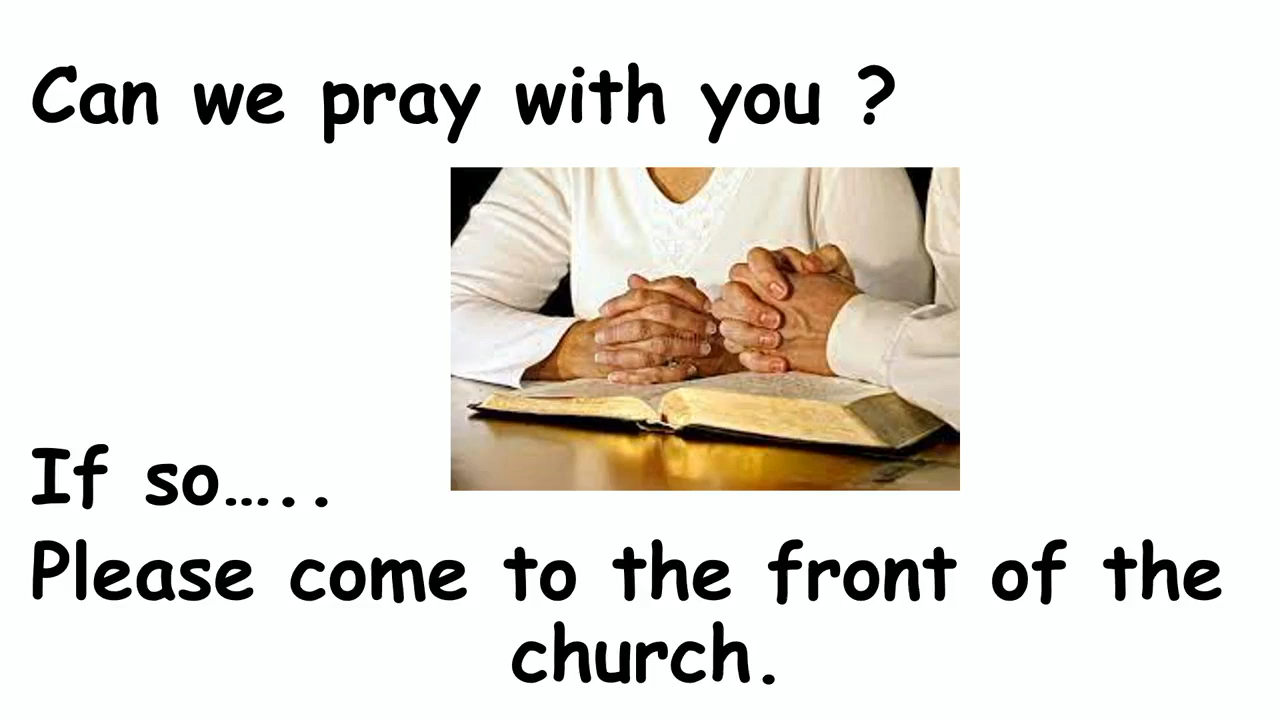 Can we pray with you ?
If so…..
Please come to the front of the
church.